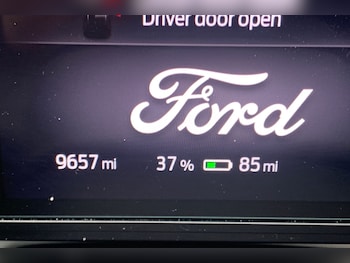 Driver door open
Ford
9657 mi 37 % 85 mi